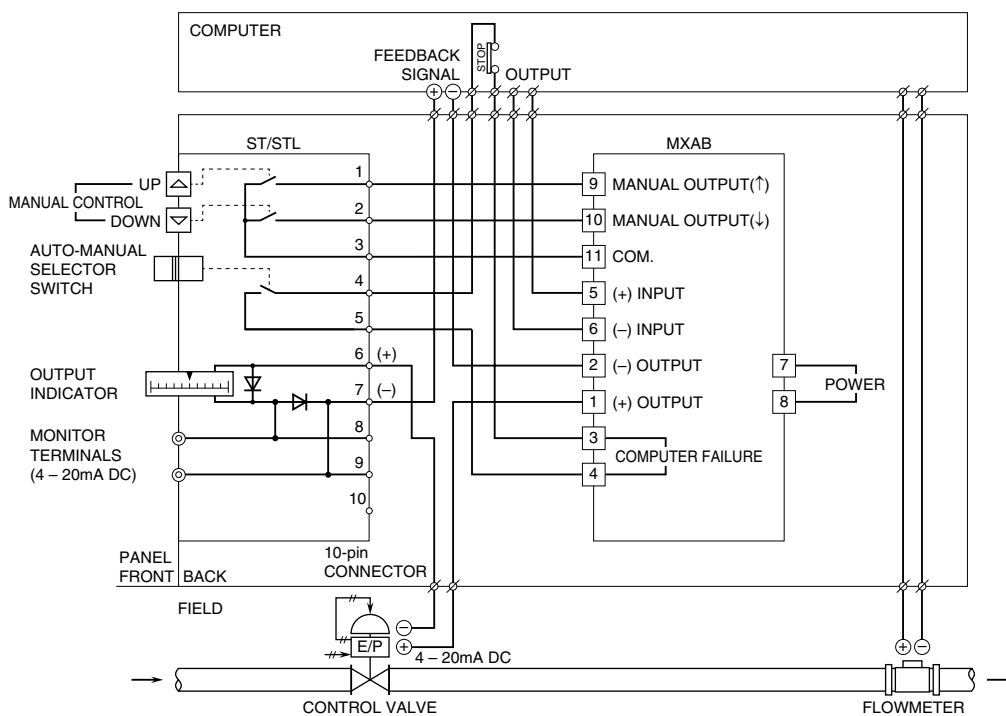 COMPUTER
FEEDBACK
SIGNAL
STOP
OUTPUT
+
−
ST/STL
MXAB
UP
MANUAL CONTROL
DOWN
AUTO-MANUAL
SELECTOR
SWITCH
OUTPUT
INDICATOR
MONITOR
TERMINALS
(4 – 20mA DC)
1
2
3
4
5
6 (+)
7 (−)
8
9
10
9 MANUAL OUTPUT(↑)
10 MANUAL OUTPUT(↓)
11 COM.
5 (+) INPUT
6 (−) INPUT
2 (−) OUTPUT
1 (+) OUTPUT
3
COMPUTER FAILURE
4
7
POWER
8
PANEL
FRONT BACK
10-pin
CONNECTOR
FIELD
−
E/P + 4 – 20mA DC
+ −
CONTROL VALVE
FLOWMETER